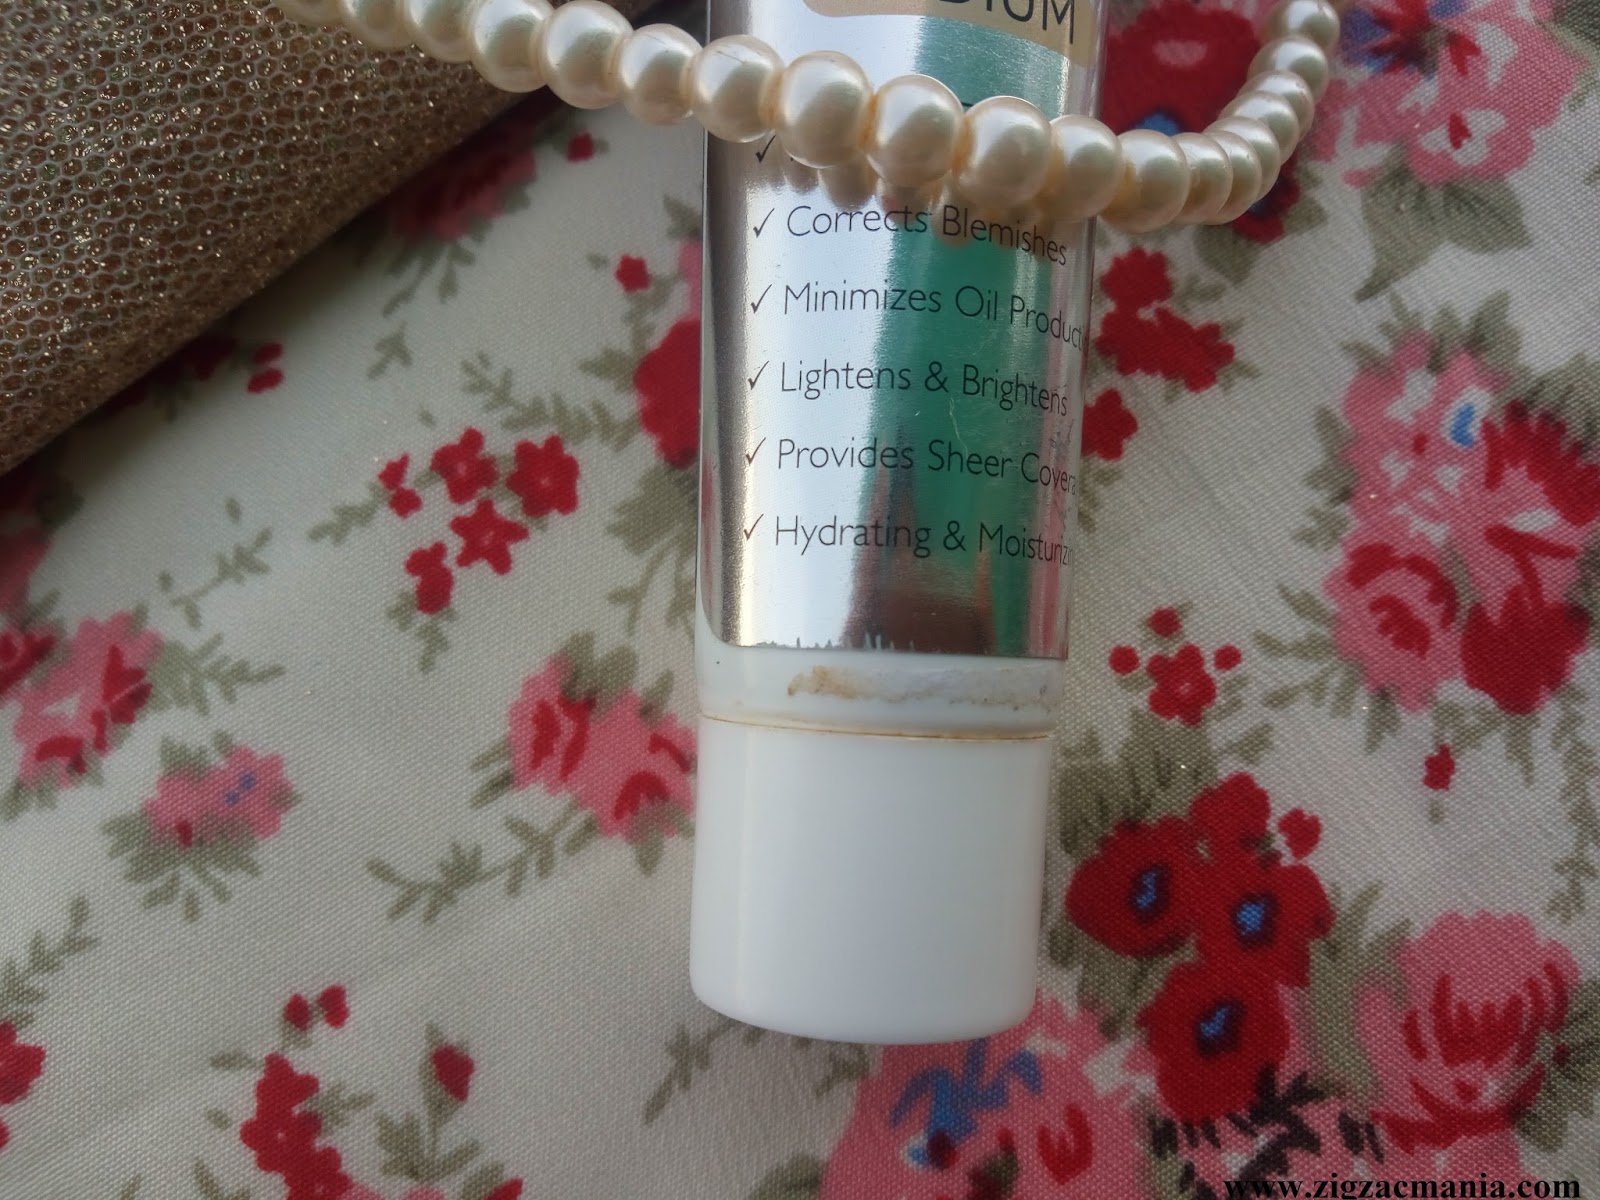 ✓ Corrects Blemishes
✓ Minimizes Oil Product
✓ Lightens & Brightens
✓ Provides Sheer Covera
✓ Hydrating & Moisturizi
www.zigzacmania.com